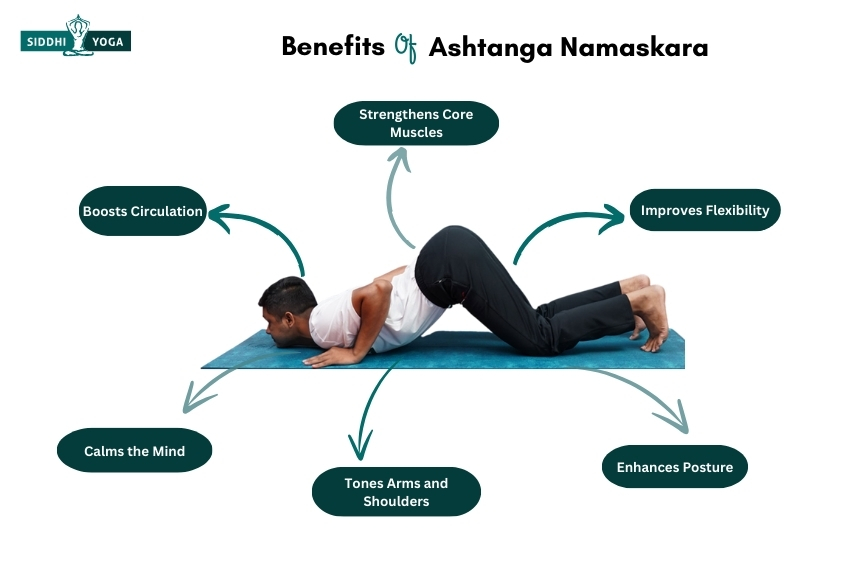 SIDDHI YOGA
Benefits Of Ashtanga Namaskara
Strengthens Core
Muscles
Boosts Circulation
Improves Flexibility
Calms the Mind
Tones Arms and
Shoulders
Enhances Posture